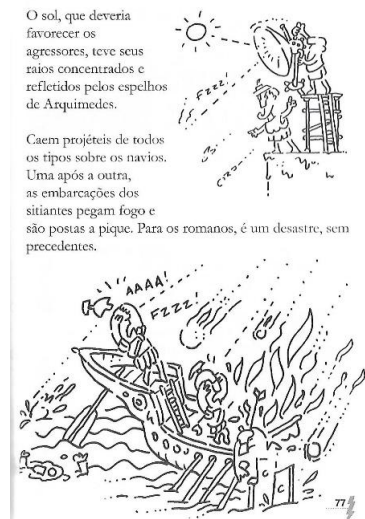 O sol, que deveria
favorecer os
agressores, teve seus
raios concentrados e
refletidos pelos espelhos
de Arquimedes.
FZZZ!
Caem projéteis de todos
os tipos sobre os navios.
Uma após a outra,
as embarcações dos
sitiantes pegam fogo e
são postas a pique. Para os romanos, é um desastre, sem
precedentes.
AAAA!
FZZZ!
77